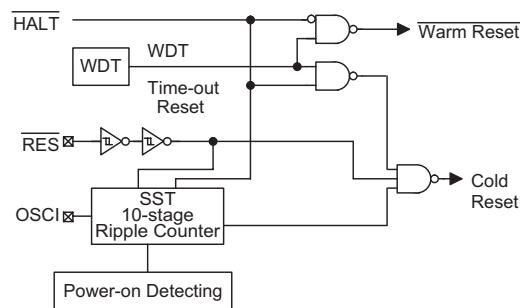 HALT
WDT
WDT
Time-out
Reset
Warm Reset
RES
Cold
Reset
OSCI
SST
10-stage
Ripple Counter
Power-on Detecting